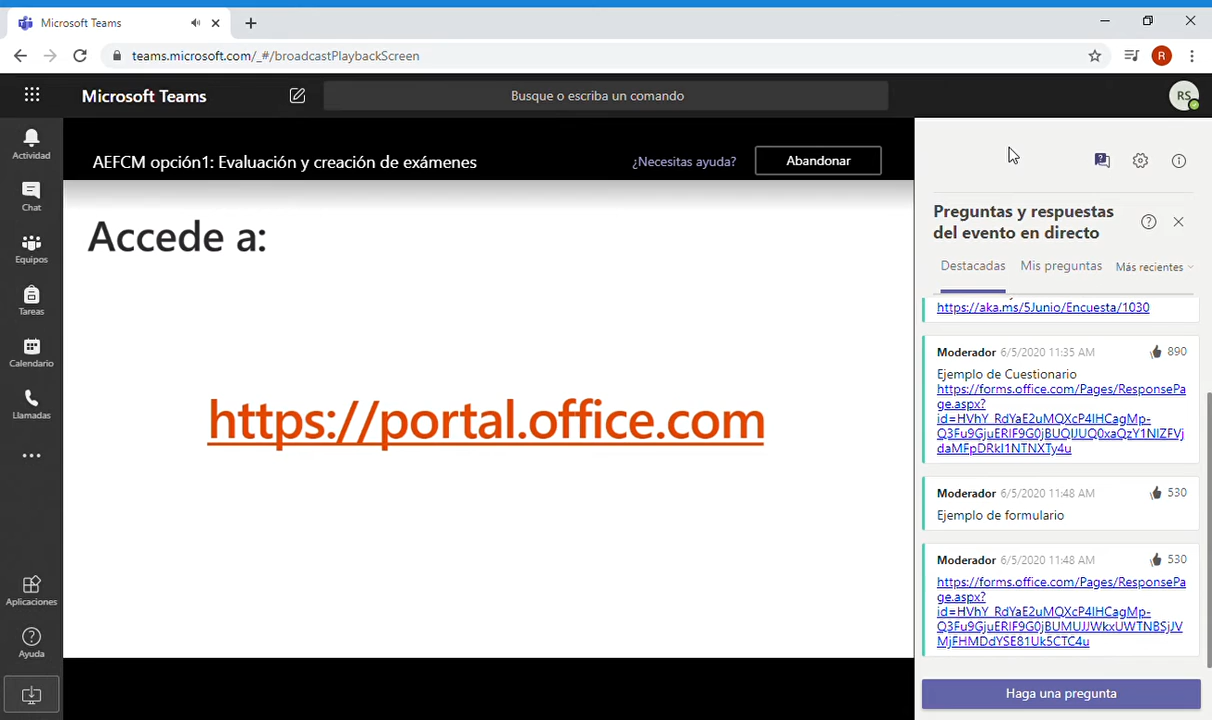 Microsoft Teams
teams.microsoft.com/_#/broadcastPlaybackScreen
R
Microsoft Teams
Busque o escriba un comando
RS
Actividad
Chat
Equipos
Tareas
Calendario
Llamadas
Aplicaciones
Ayuda
AEFCM opción1: Evaluación y creación de exámenes
¿Necesitas ayuda?
Abandonar
Accede a:
https://portal.office.com
Preguntas y respuestas
del evento en directo
Destacadas
Mis preguntas
Más recientes
https://aka.ms/5Junio/Encuesta/1030
Moderador 6/5/2020 11:35 AM 890
Ejemplo de Cuestionario
https://forms.office.com/Pages/ResponsePa
ge.aspx?
id=HVhY_RdYaE2uMQXcP4IHCagMp-
Q3Fu9GjuERIF9G0jBUQlJUQ0xaQzY1NlZFVj
daMFpDRkI1NTNXTy4u
Moderador 6/5/2020 11:48 AM 530
Ejemplo de formulario
Moderador 6/5/2020 11:48 AM 530
https://forms.office.com/Pages/ResponsePa
ge.aspx?
id=HVhY_RdYaE2uMQXcP4IHCagMp-
Q3Fu9GjuERIF9G0jBUMUJJWkxUWTNBSjJV
MjFHMDdYSE81Uk5CTC4u
Haga una pregunta